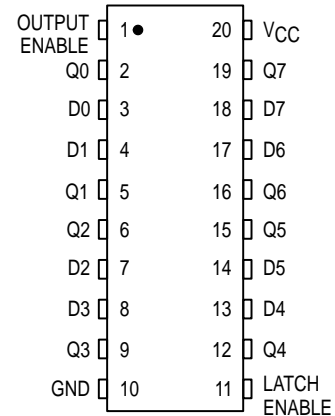 OUTPUT
ENABLE 1 20 VCC
Q0 2 19 Q7
D0 3 18 D7
D1 4 17 D6
Q1 5 16 Q6
Q2 6 15 Q5
D2 7 14 D5
D3 8 13 D4
Q3 9 12 Q4
GND 10 11 LATCH
ENABLE